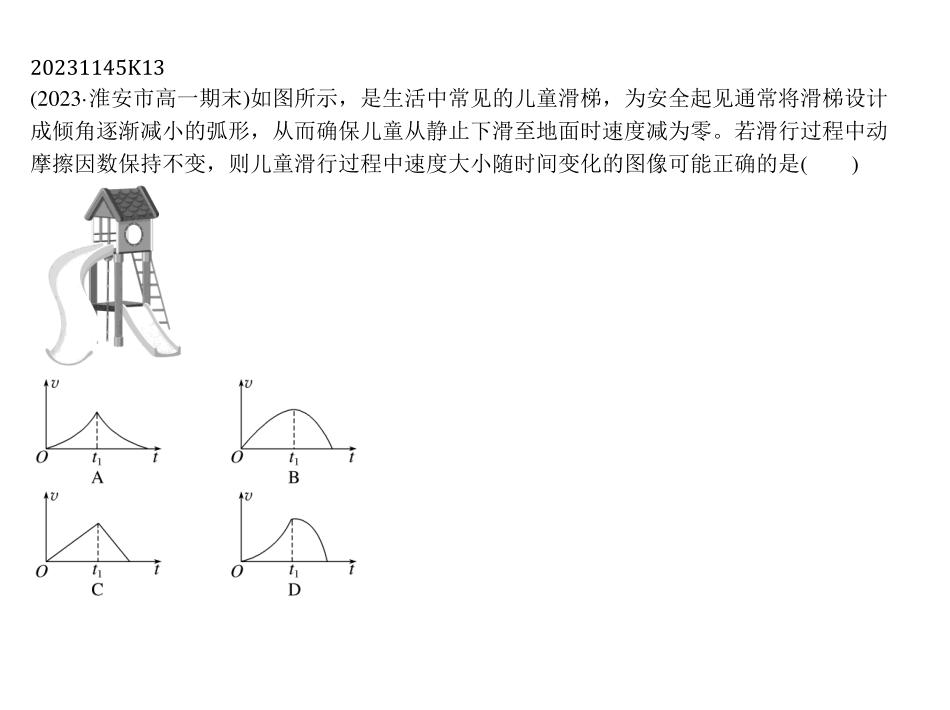 20231145K13
(2023·淮安市高一期末)如图所示，是生活中常见的儿童滑梯，为安全起见通常将滑梯设计
成倾角逐渐减小的弧形，从而确保儿童从静止下滑至地面时速度减为零。若滑行过程中动
摩擦因数保持不变，则儿童滑行过程中速度大小随时间变化的图像可能正确的是(　　)
v v
O t₁ t O t₁ t
A B
v v
O t₁ t O t₁ t
C D